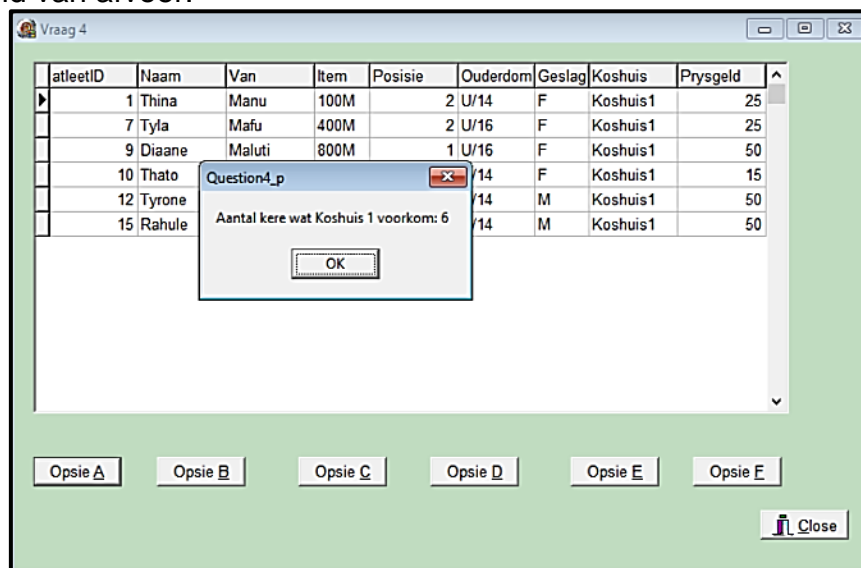 Vraag 4
atleetID Naam Van Item Posisie Ouderdom Geslag Koshuis Prysgeld
1 Thina Manu 100M 2 U/14 F Koshuis1 25
7 Tyla Mafu 400M 2 U/16 F Koshuis1 25
9 Diaane Maluti 800M 1 U/16 F Koshuis1 50
10 Thato /14 F Koshuis1 15
12 Tyrone /14 M Koshuis1 50
15 Rahule /14 M Koshuis1 50
Question4_p
Aantal kere wat Koshuis 1 voorkom: 6
OK
Opsie A Opsie B Opsie C Opsie D Opsie E Opsie F
Close